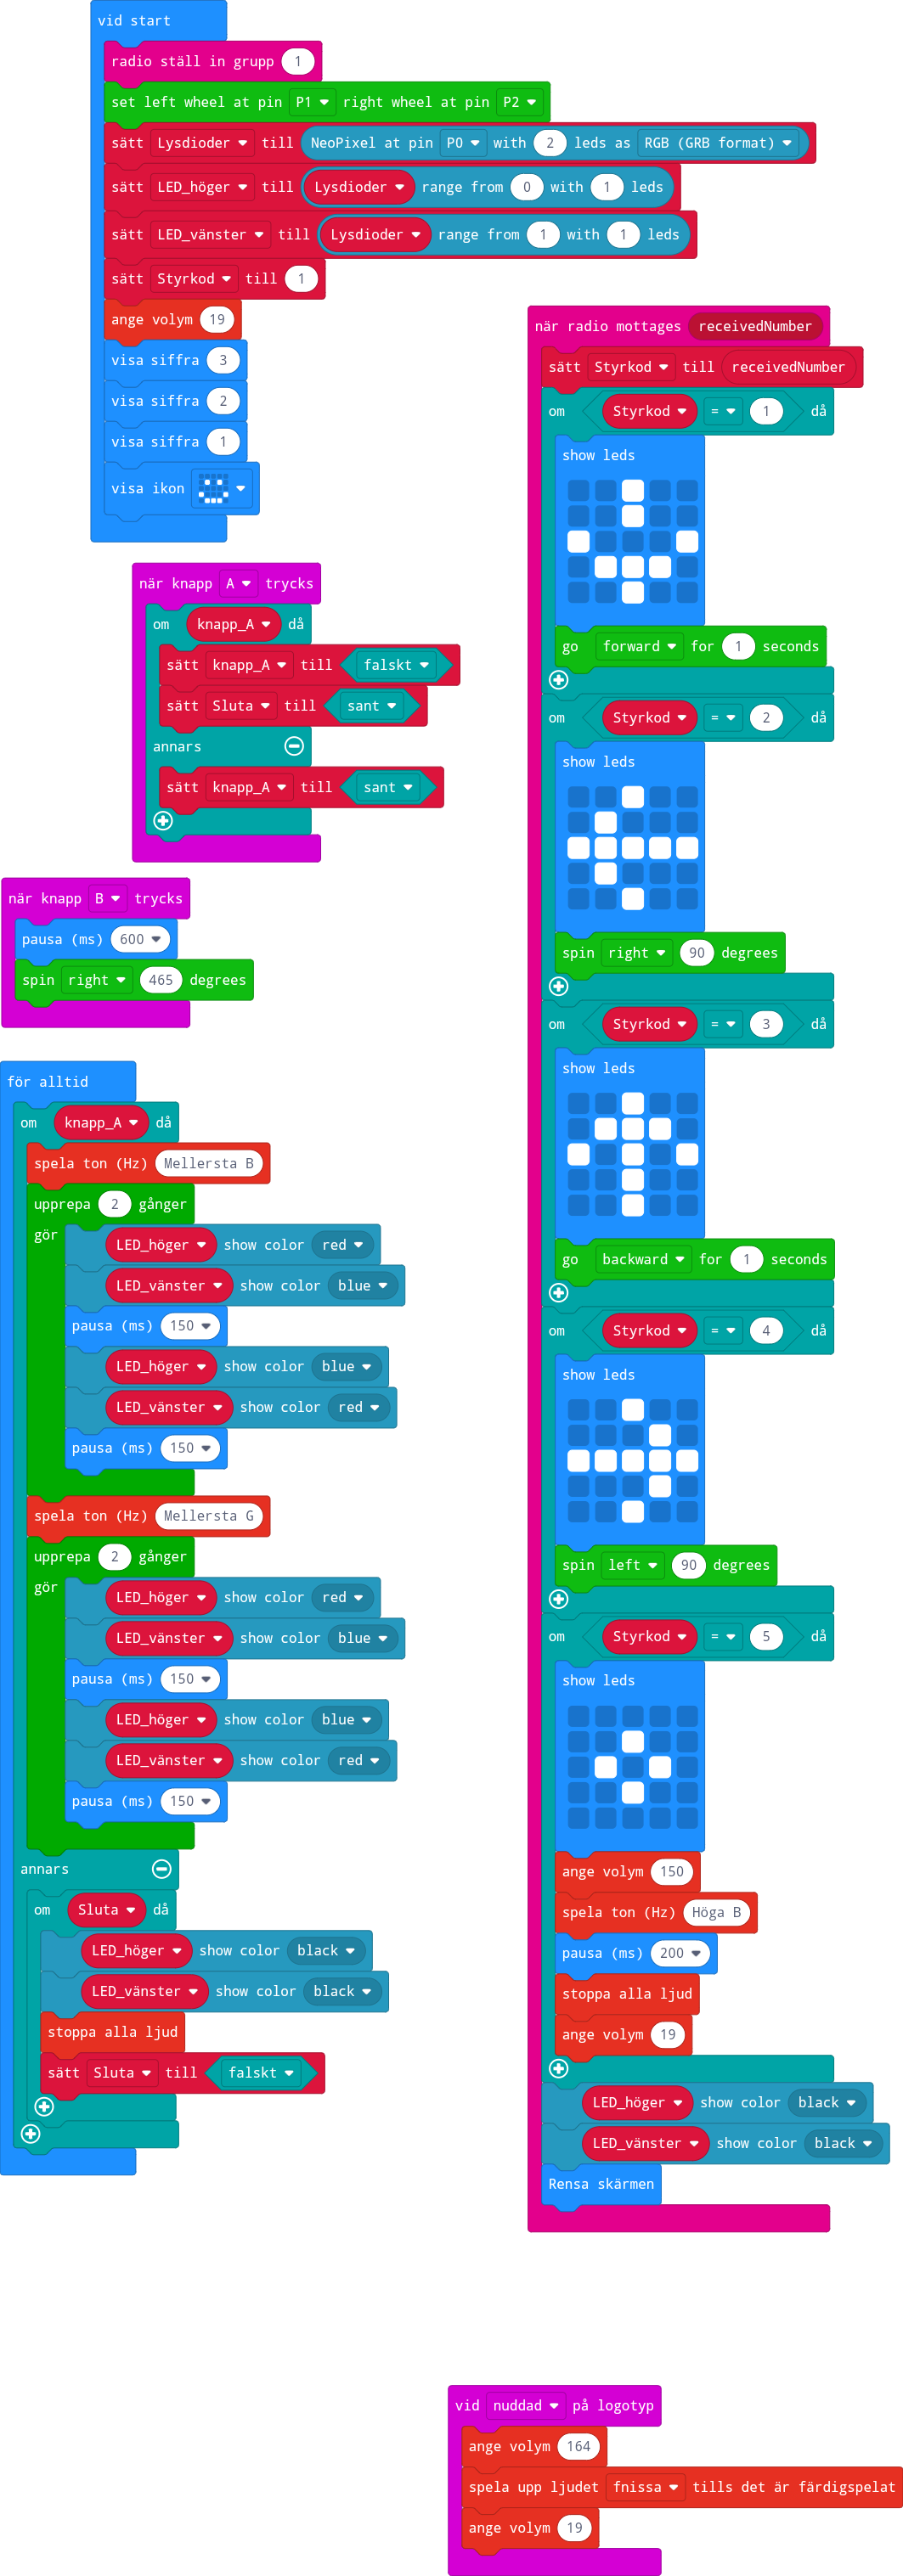 vid start
radio ställ in grupp 1
set left wheel at pin P1 right wheel at pin P2
sätt Lysdioder till NeoPixel at pin P0 with 2 leds as RGB (GRB format)
sätt LED_höger till Lysdioder range from 0 with 1 leds
sätt LED_vänster till Lysdioder range from 1 with 1 leds
sätt Styrkod till 1
ange volym 19
visa siffra 3
visa siffra 2
visa siffra 1
visa ikon
när knapp A trycks
om knapp_A då
sätt knapp_A till falskt
sätt Sluta till sant
annars
sätt knapp_A till sant
när knapp B trycks
pausa (ms) 600
spin right 465 degrees
för alltid
om knapp_A då
spela ton (Hz) Mellersta B
upprepa 2 gånger
gör LED_höger show color red
LED_vänster show color blue
pausa (ms) 150
LED_höger show color blue
LED_vänster show color red
pausa (ms) 150
spela ton (Hz) Mellersta G
upprepa 2 gånger
gör LED_höger show color red
LED_vänster show color blue
pausa (ms) 150
LED_höger show color blue
LED_vänster show color red
pausa (ms) 150
annars
om Sluta då
LED_höger show color black
LED_vänster show color black
stoppa alla ljud
sätt Sluta till falskt
när radio mottages receivedNumber
sätt Styrkod till receivedNumber
om Styrkod = 1 då
show leds
go forward for 1 seconds
om Styrkod = 2 då
show leds
spin right 90 degrees
om Styrkod = 3 då
show leds
go backward for 1 seconds
om Styrkod = 4 då
show leds
spin left 90 degrees
om Styrkod = 5 då
show leds
ange volym 150
spela ton (Hz) Höga B
pausa (ms) 200
stoppa alla ljud
ange volym 19
LED_höger show color black
LED_vänster show color black
Rensa skärmen
vid nuddad på logotyp
ange volym 164
spela upp ljudet fnissa tills det är färdigspelat
ange volym 19